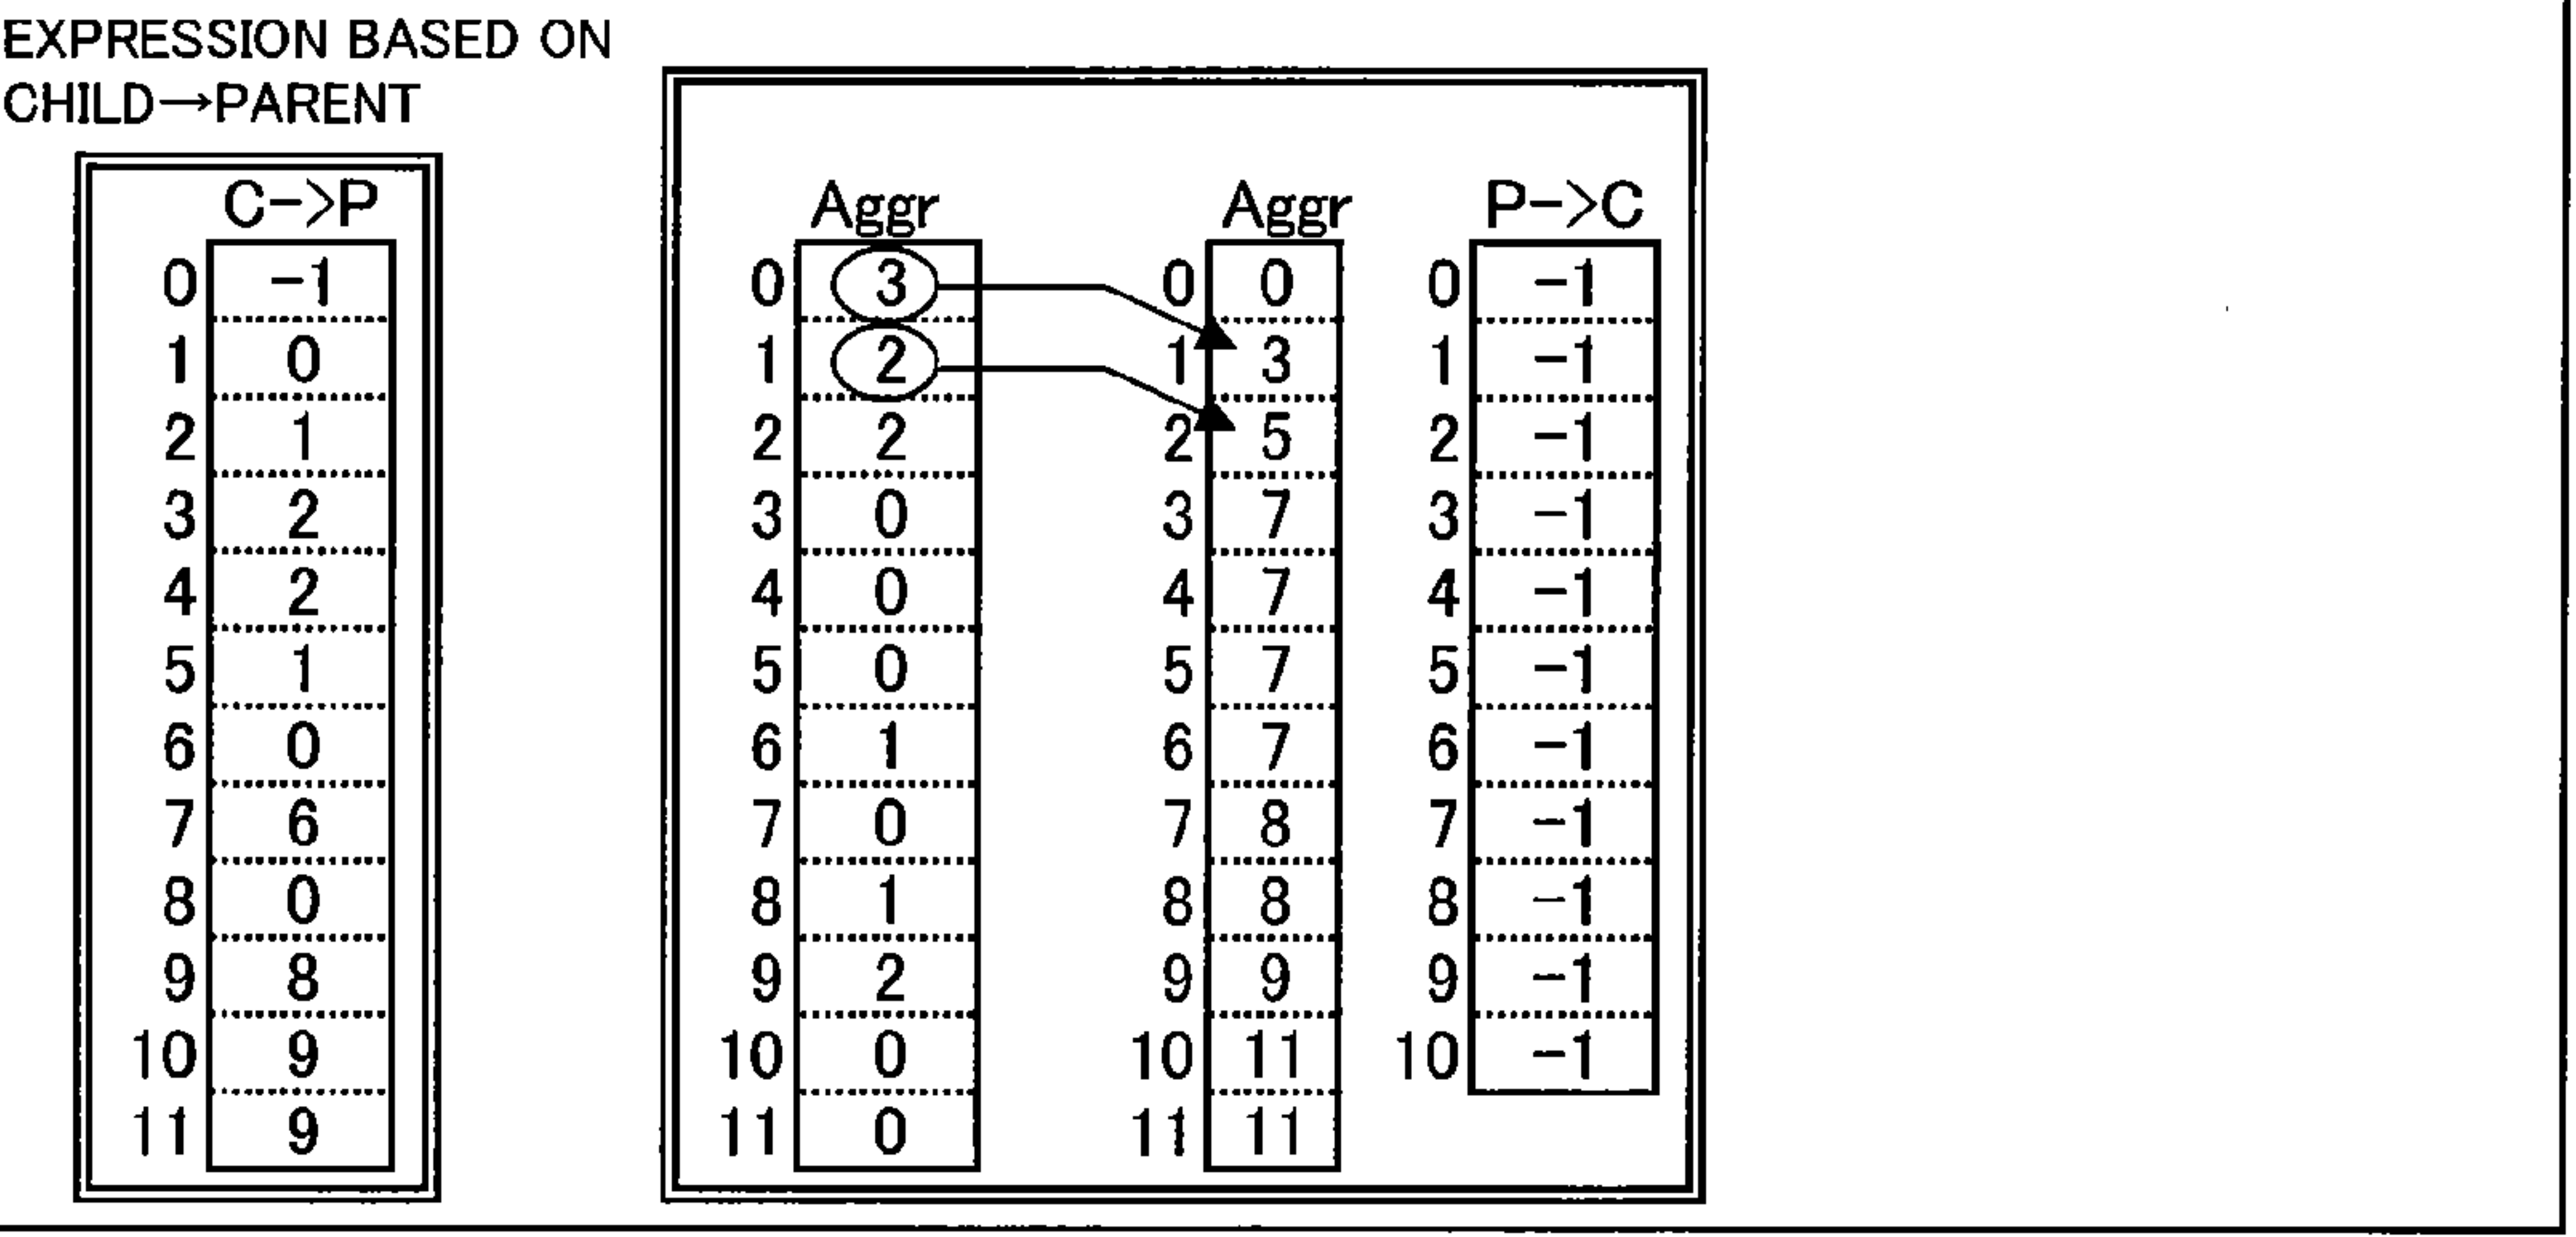 EXPRESSION BASED ON
CHILD→PARENT
C->P
0 -1
1 0
2 1
3 2
4 2
5 1
6 0
7 6
8 0
9 8
10 9
11 9
Aggr Aggr P->C
0 3 0 0 0 -1
1 2 1 3 1 -1
2 2 2 5 2 -1
3 0 3 7 3 -1
4 0 4 7 4 -1
5 0 5 7 5 -1
6 1 6 7 6 -1
7 0 7 8 7 -1
8 1 8 8 8 -1
9 2 9 9 9 -1
10 0 10 11 10 -1
11 0 11 11